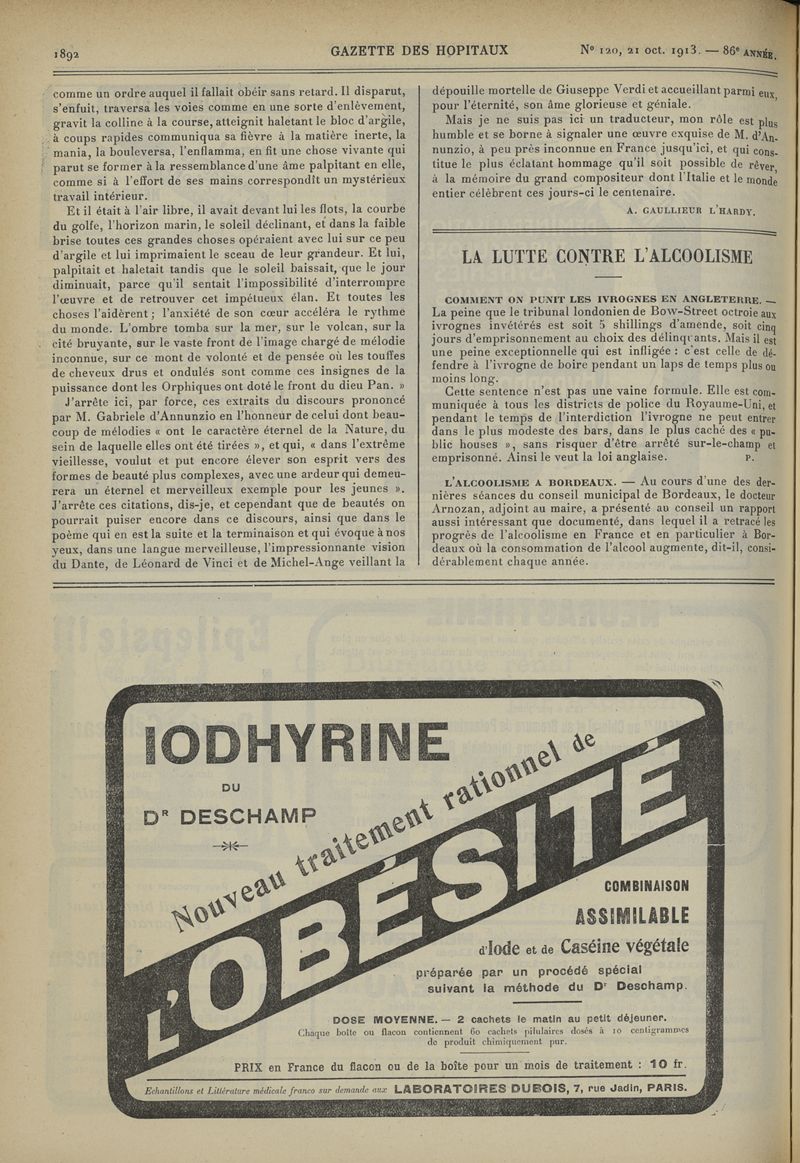 1892
GAZETTE DES HOPITAUX
N° 120, 21 oct. 1913. — 86e ANNÉE.
comme un ordre auquel il fallait obéir sans retard. Il disparut,
s'enfuit, traversa les voies comme en une sorte d'enlèvement,
gravit la colline à la course, atteignit haletant le bloc d'argile,
à coups rapides communiqua sa fièvre à la matière inerte, la
mania, la bouleversa, l'enflamma, en fit une chose vivante qui
parut se former à la ressemblance d'une âme palpitant en elle,
comme si à l'effort de ses mains correspondît un mystérieux
travail intérieur.
Et il était à l'air libre, il avait devant lui les flots, la courbe
du golfe, l'horizon marin, le soleil déclinant, et dans la faible
brise toutes ces grandes choses opéraient avec lui sur ce peu
d'argile et lui imprimaient le sceau de leur grandeur. Et lui,
palpitait et haletait tandis que le soleil baissait, que le jour
diminuait, parce qu'il sentait l'impossibilité d'interrompre
l'œuvre et de retrouver cet impétueux élan. Et toutes les
choses l'aidèrent ; l'anxiété de son cœur accéléra le rythme
du monde. L'ombre tomba sur la mer, sur le volcan, sur la
cité bruyante, sur le vaste front de l'image chargé de mélodie
inconnue, sur ce mont de volonté et de pensée où les touffes
de cheveux drus et ondulés sont comme ces insignes de la
puissance dont les Orphiques ont doté le front du dieu Pan. »
J'arrête ici, par force, ces extraits du discours prononcé
par M. Gabriele d'Annunzio en l'honneur de celui dont beau-
coup de mélodies « ont le caractère éternel de la Nature, du
sein de laquelle elles ont été tirées », et qui, « dans l'extrême
vieillesse, voulut et put encore élever son esprit vers des
formes de beauté plus complexes, avec une ardeur qui demeu-
rera un éternel et merveilleux exemple pour les jeunes ».
J'arrête ces citations, dis-je, et cependant que de beautés on
pourrait puiser encore dans ce discours, ainsi que dans le
poème qui en est la suite et la terminaison et qui évoque à nos
yeux, dans une langue merveilleuse, l'impressionnante vision
du Dante, de Léonard de Vinci et de Michel-Ange veillant la
dépouille mortelle de Giuseppe Verdi et accueillant parmi eux,
pour l'éternité, son âme glorieuse et géniale.
Mais je ne suis pas ici un traducteur, mon rôle est plus
humble et se borne à signaler une œuvre exquise de M. d'An-
nunzio, à peu près inconnue en France jusqu'ici, et qui cons-
titue le plus éclatant hommage qu'il soit possible de rêver,
à la mémoire du grand compositeur dont l'Italie et le monde
entier célèbrent ces jours-ci le centenaire.
A. GAULLIEUR L'HARDY.
LA LUTTE CONTRE L'ALCOOLISME
COMMENT ON PUNIT LES IVROGNES EN ANGLETERRE. —
La peine que le tribunal londonien de Bow-Street octroie aux
ivrognes invétérés est soit 5 shillings d'amende, soit cinq
jours d'emprisonnement au choix des délinquants. Mais il est
une peine exceptionnelle qui est infligée : c'est celle de dé-
fendre à l'ivrogne de boire pendant un laps de temps plus ou
moins long.
Cette sentence n'est pas une vaine formule. Elle est com-
muniquée à tous les districts de police du Royaume-Uni, et
pendant le temps de l'interdiction l'ivrogne ne peut entrer
dans le plus modeste des bars, dans le plus caché des « pu-
blic houses », sans risquer d'être arrêté sur-le-champ et
emprisonné. Ainsi le veut la loi anglaise. P.
L'ALCOOLISME A BORDEAUX. — Au cours d'une des der-
nières séances du conseil municipal de Bordeaux, le docteur
Arnozan, adjoint au maire, a présenté au conseil un rapport
aussi intéressant que documenté, dans lequel il a retracé les
progrès de l'alcoolisme en France et en particulier à Bor-
deaux où la consommation de l'alcool augmente, dit-il, consi-
dérablement chaque année.
IODHYRINE
DU
DR DESCHAMP
Nouveau traitement rationnel de
L'OBÉSITÉ
COMBINAISON
ASSIMILABLE
d'Iode et de Caséine végétale
préparée par un procédé spécial
suivant la méthode du Dr Deschamp.
DOSE MOYENNE. — 2 cachets le matin au petit déjeuner.
Chaque boîte ou flacon contiennent 60 cachets pilulaires dosés à 10 centigrammes
de produit chimiquement pur.
PRIX en France du flacon ou de la boîte pour un mois de traitement : 10 fr.
Echantillons et Littérature médicale franco sur demande aux LABORATOIRES DUBOIS, 7, rue Jadin, PARIS.